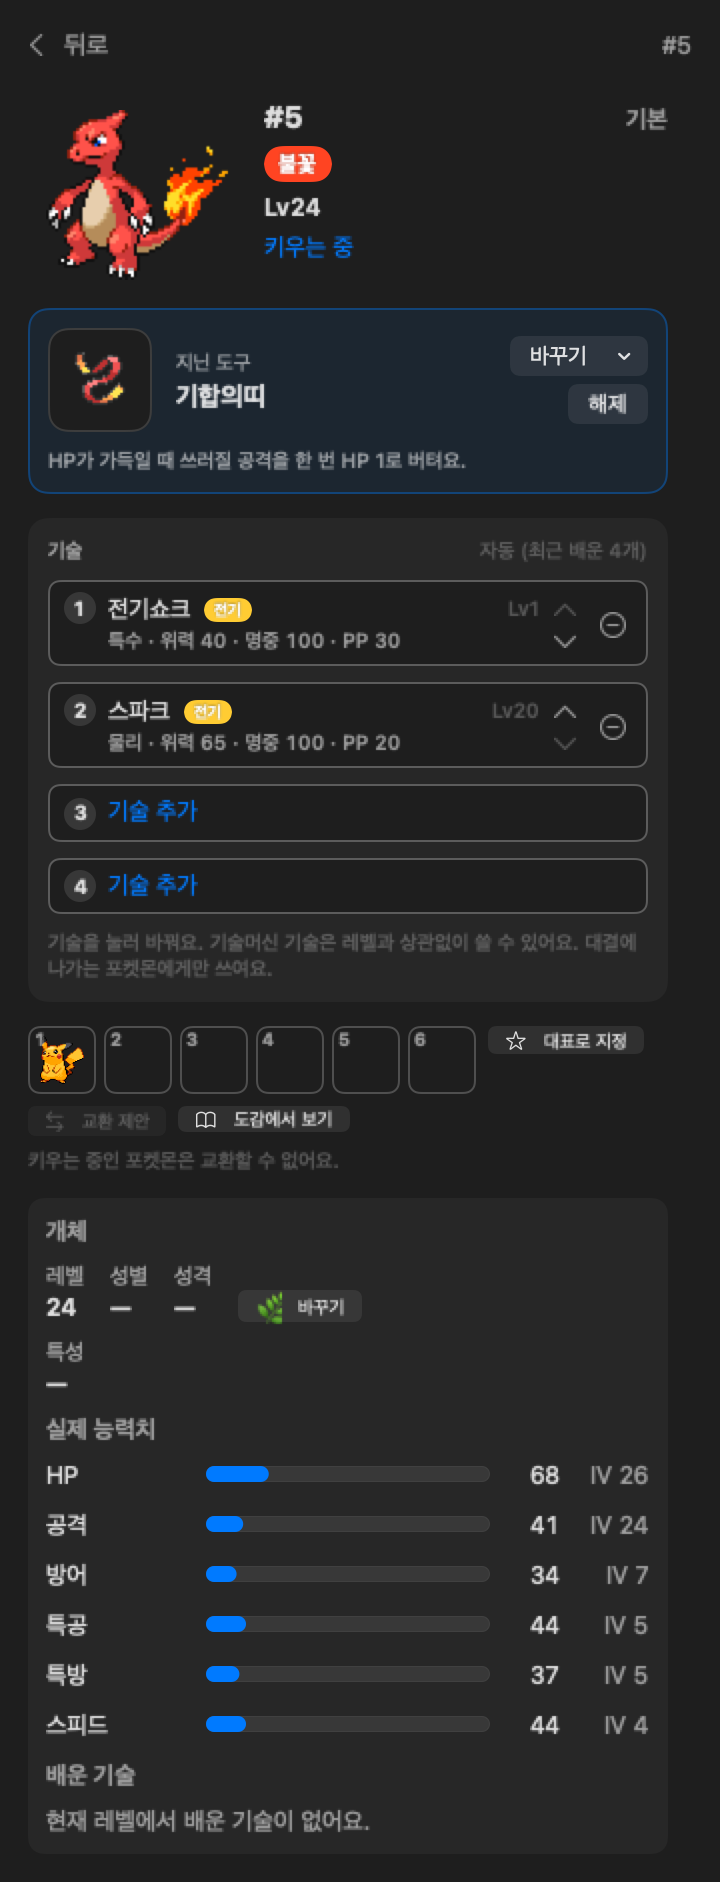 뒤로
#5
#5
기본
불꽃
Lv24
키우는 중
지닌 도구
기합의띠
바꾸기
해제
HP가 가득일 때 쓰러질 공격을 한 번 HP 1로 버텨요.
기술
자동 (최근 배운 4개)
1 전기쇼크 전기 Lv1
특수 · 위력 40 · 명중 100 · PP 30
2 스파크 전기 Lv20
물리 · 위력 65 · 명중 100 · PP 20
3 기술 추가
4 기술 추가
기술을 눌러 바꿔요. 기술머신 기술은 레벨과 상관없이 쓸 수 있어요. 대결에
나가는 포켓몬에게만 쓰여요.
1 2 3 4 5 6 대표로 지정
교환 제안 도감에서 보기
키우는 중인 포켓몬은 교환할 수 없어요.
개체
레벨 성별 성격
24 — — 바꾸기
특성
—
실제 능력치
HP 68 IV 26
공격 41 IV 24
방어 34 IV 7
특공 44 IV 5
특방 37 IV 5
스피드 44 IV 4
배운 기술
현재 레벨에서 배운 기술이 없어요.